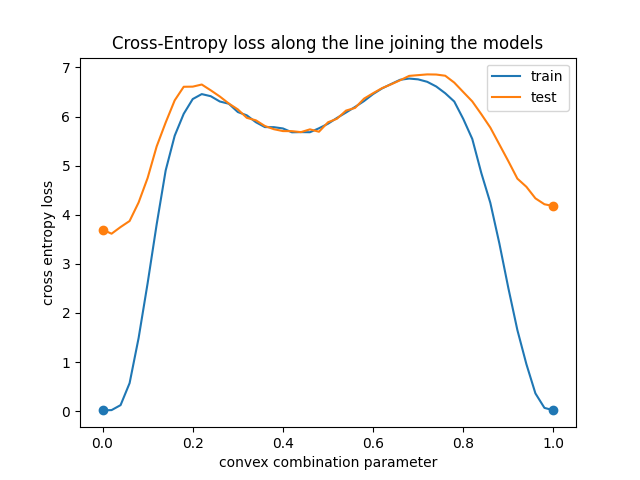 Cross-Entropy loss along the line joining the models
train
test
7
6
5
4
3
2
1
0
cross entropy loss
0.0 0.2 0.4 0.6 0.8 1.0
convex combination parameter